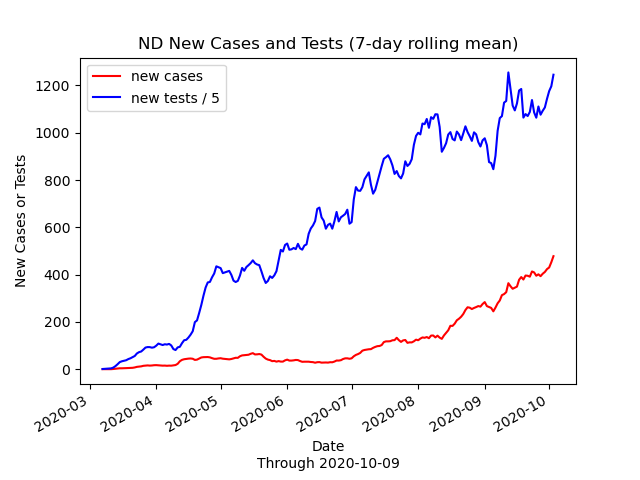 ND New Cases and Tests (7-day rolling mean)
new cases
new tests / 5
New Cases or Tests
1200
1000
800
600
400
200
0
2020-03
2020-04
2020-05
2020-06
2020-07
2020-08
2020-09
2020-10
Date
Through 2020-10-09